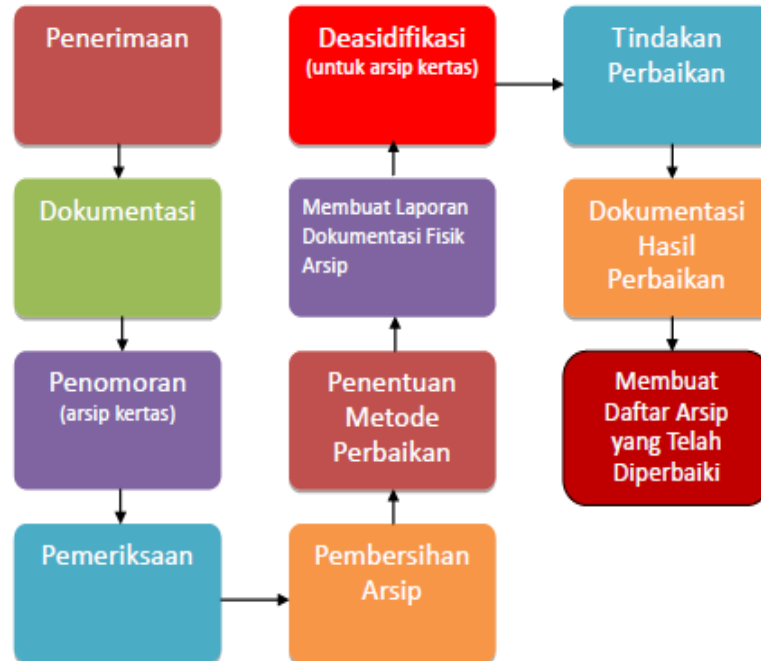 Penerimaan
Dokumentasi
Penomoran
(arsip kertas)
Pemeriksaan
Pembersihan
Arsip
Penentuan
Metode
Perbaikan
Membuat Laporan
Dokumentasi Fisik
Arsip
Deasidifikasi
(untuk arsip kertas)
Tindakan
Perbaikan
Dokumentasi
Hasil
Perbaikan
Membuat
Daftar Arsip
yang Telah
Diperbaiki